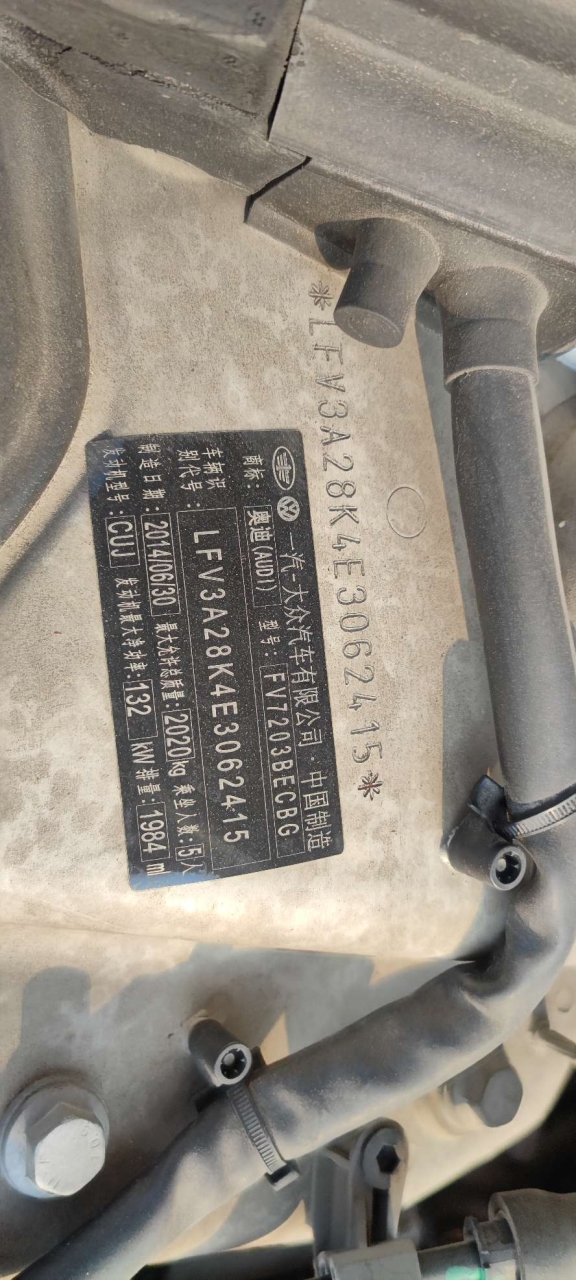 *LFV3A28K4E3062415*
一汽-大众汽车有限公司·中国制造
商标: 奥迪(AUDI) 型号: FV7203BECBG
车辆识
别代号: LFV3A28K4E3062415
制造日期: 2014/06/30 最大允许总质量: 2020kg 乘坐人数: 5人
发动机型号: CUJ 发动机最大净功率: 132 kW 排量: 1984 ml